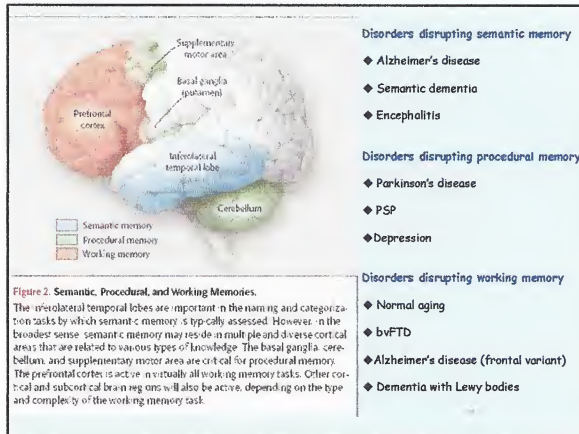 Supplementary
motor area
Basal ganglia
(putamen)
Prefrontal
cortex
Inferolateral
temporal lobe
Cerebellum
Semantic memory
Procedural memory
Working memory
Figure 2. Semantic, Procedural, and Working Memories.
The inferolateral temporal lobes are important in the naming and categoriza-
tion tasks by which semantic memory is typically assessed. However, in the
broadest sense, semantic memory may reside in multiple and diverse cortical
areas that are related to various types of knowledge. The basal ganglia, cere-
bellum, and supplementary motor area are critical for procedural memory.
The prefrontal cortex is active in virtually all working memory tasks. Other cor-
tical and subcortical brain regions will also be active, depending on the type
and complexity of the working memory task.
Disorders disrupting semantic memory
◆ Alzheimer's disease
◆ Semantic dementia
◆ Encephalitis
Disorders disrupting procedural memory
◆ Parkinson's disease
◆ PSP
◆Depression
Disorders disrupting working memory
◆ Normal aging
◆ bvFTD
◆Alzheimer's disease (frontal variant)
◆ Dementia with Lewy bodies